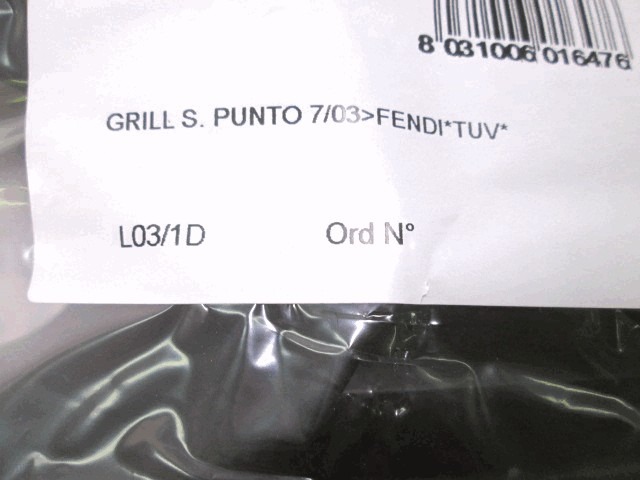 8 031006 016476
GRILL S. PUNTO 7/03>FENDI*TUV*
L03/1D Ord N°